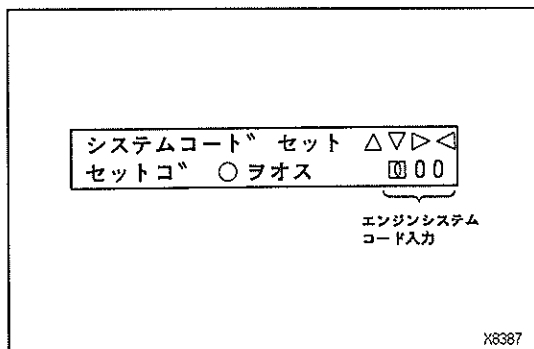 システムコード゛ セット △▽▷◁
セットゴ゛ ○ヲオス 000
エンジンシステム
コード入力
X8387